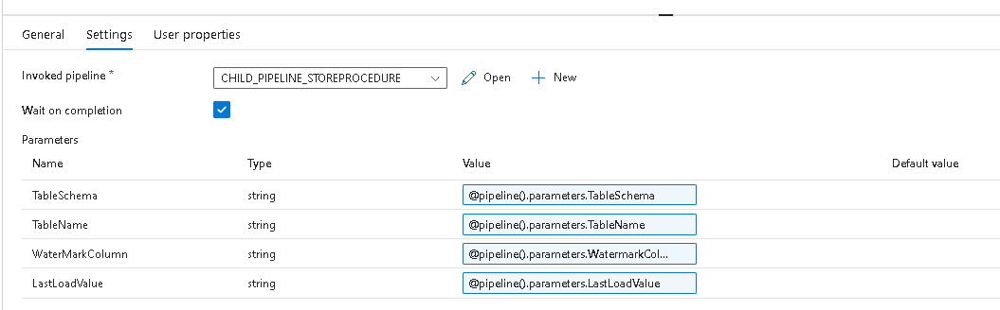 General Settings User properties
Invoked pipeline * CHILD_PIPELINE_STOREPROCEDURE Open New
Wait on completion
Parameters
Name Type Value Default value
TableSchema string @pipeline().parameters.TableSchema
TableName string @pipeline().parameters.TableName
WaterMarkColumn string @pipeline().parameters.WatermarkCol...
LastLoadValue string @pipeline().parameters.LastLoadValue